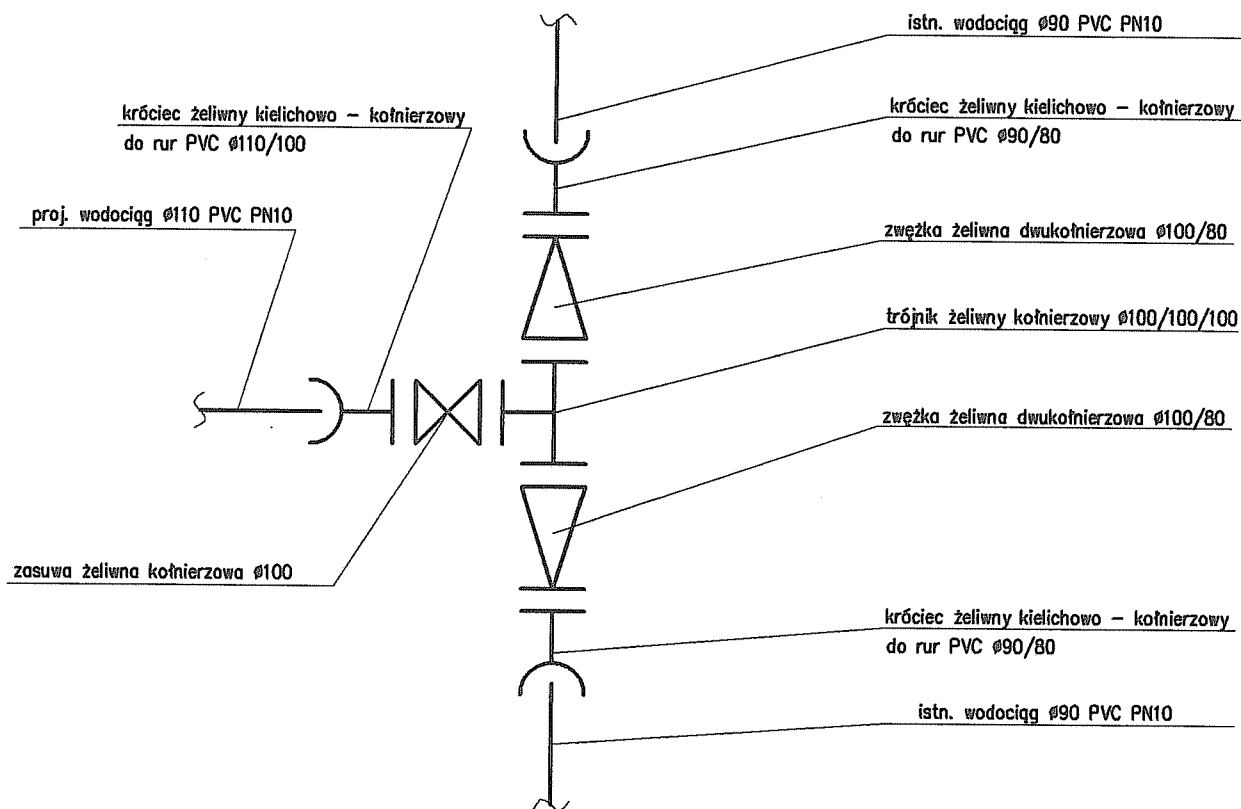 istn. wodociąg ø90 PVC PN10
króciec żeliwny kielichowo – kołnierzowy
do rur PVC ø110/100
króciec żeliwny kielichowo – kołnierzowy
do rur PVC ø90/80
proj. wodociąg ø110 PVC PN10
zwężka żeliwna dwukołnierzowa ø100/80
trójnik żeliwny kołnierzowy ø100/100/100
zwężka żeliwna dwukołnierzowa ø100/80
zasuwa żeliwna kołnierzowa ø100
króciec żeliwny kielichowo – kołnierzowy
do rur PVC ø90/80
istn. wodociąg ø90 PVC PN10